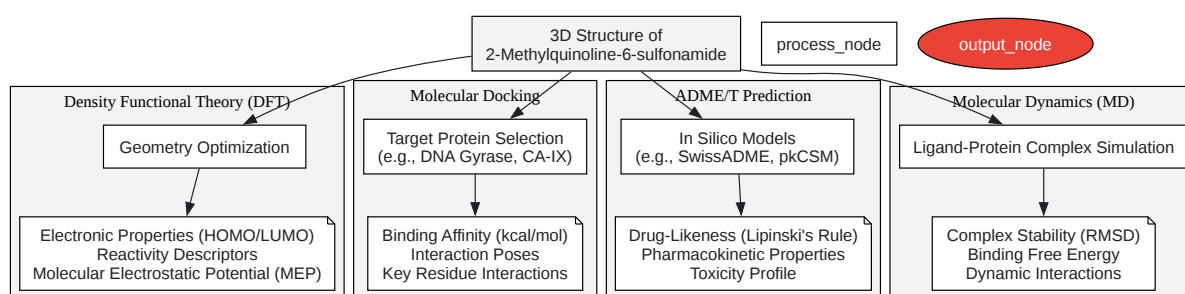 3D Structure of
2-Methylquinoline-6-sulfonamide
process_node
output_node
Density Functional Theory (DFT)
Geometry Optimization
Electronic Properties (HOMO/LUMO)
Reactivity Descriptors
Molecular Electrostatic Potential (MEP)
Molecular Docking
Target Protein Selection
(e.g., DNA Gyrase, CA-IX)
Binding Affinity (kcal/mol)
Interaction Poses
Key Residue Interactions
ADME/T Prediction
In Silico Models
(e.g., SwissADME, pkCSM)
Drug-Likeness (Lipinski's Rule)
Pharmacokinetic Properties
Toxicity Profile
Molecular Dynamics (MD)
Ligand-Protein Complex Simulation
Complex Stability (RMSD)
Binding Free Energy
Dynamic Interactions